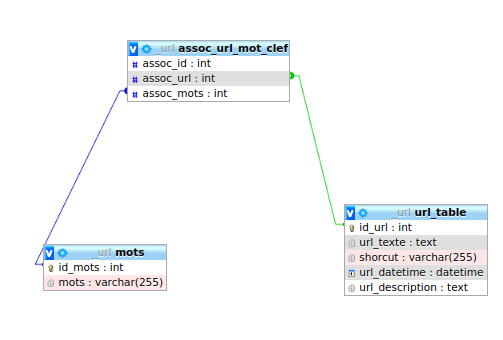 v _url assoc_url_mot_clef
# assoc_id : int
# assoc_url : int
# assoc_mots : int
v _url url_table
id_url : int
url_texte : text
shorcut : varchar(255)
url_datetime : datetime
url_description : text
v _url mots
id_mots : int
mots : varchar(255)